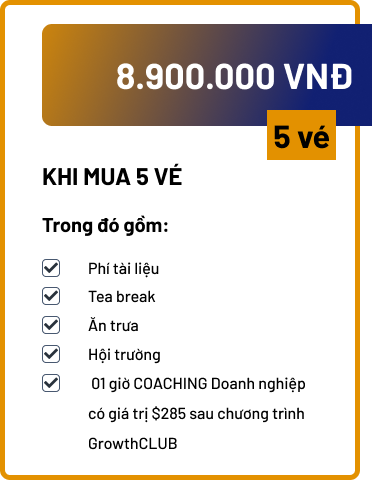 8.900.000 VNĐ
5 vé
KHI MUA 5 VÉ
Trong đó gồm:
Phí tài liệu
Tea break
Ăn trưa
Hội trường
01 giờ COACHING Doanh nghiệp
có giá trị $285 sau chương trình
GrowthCLUB